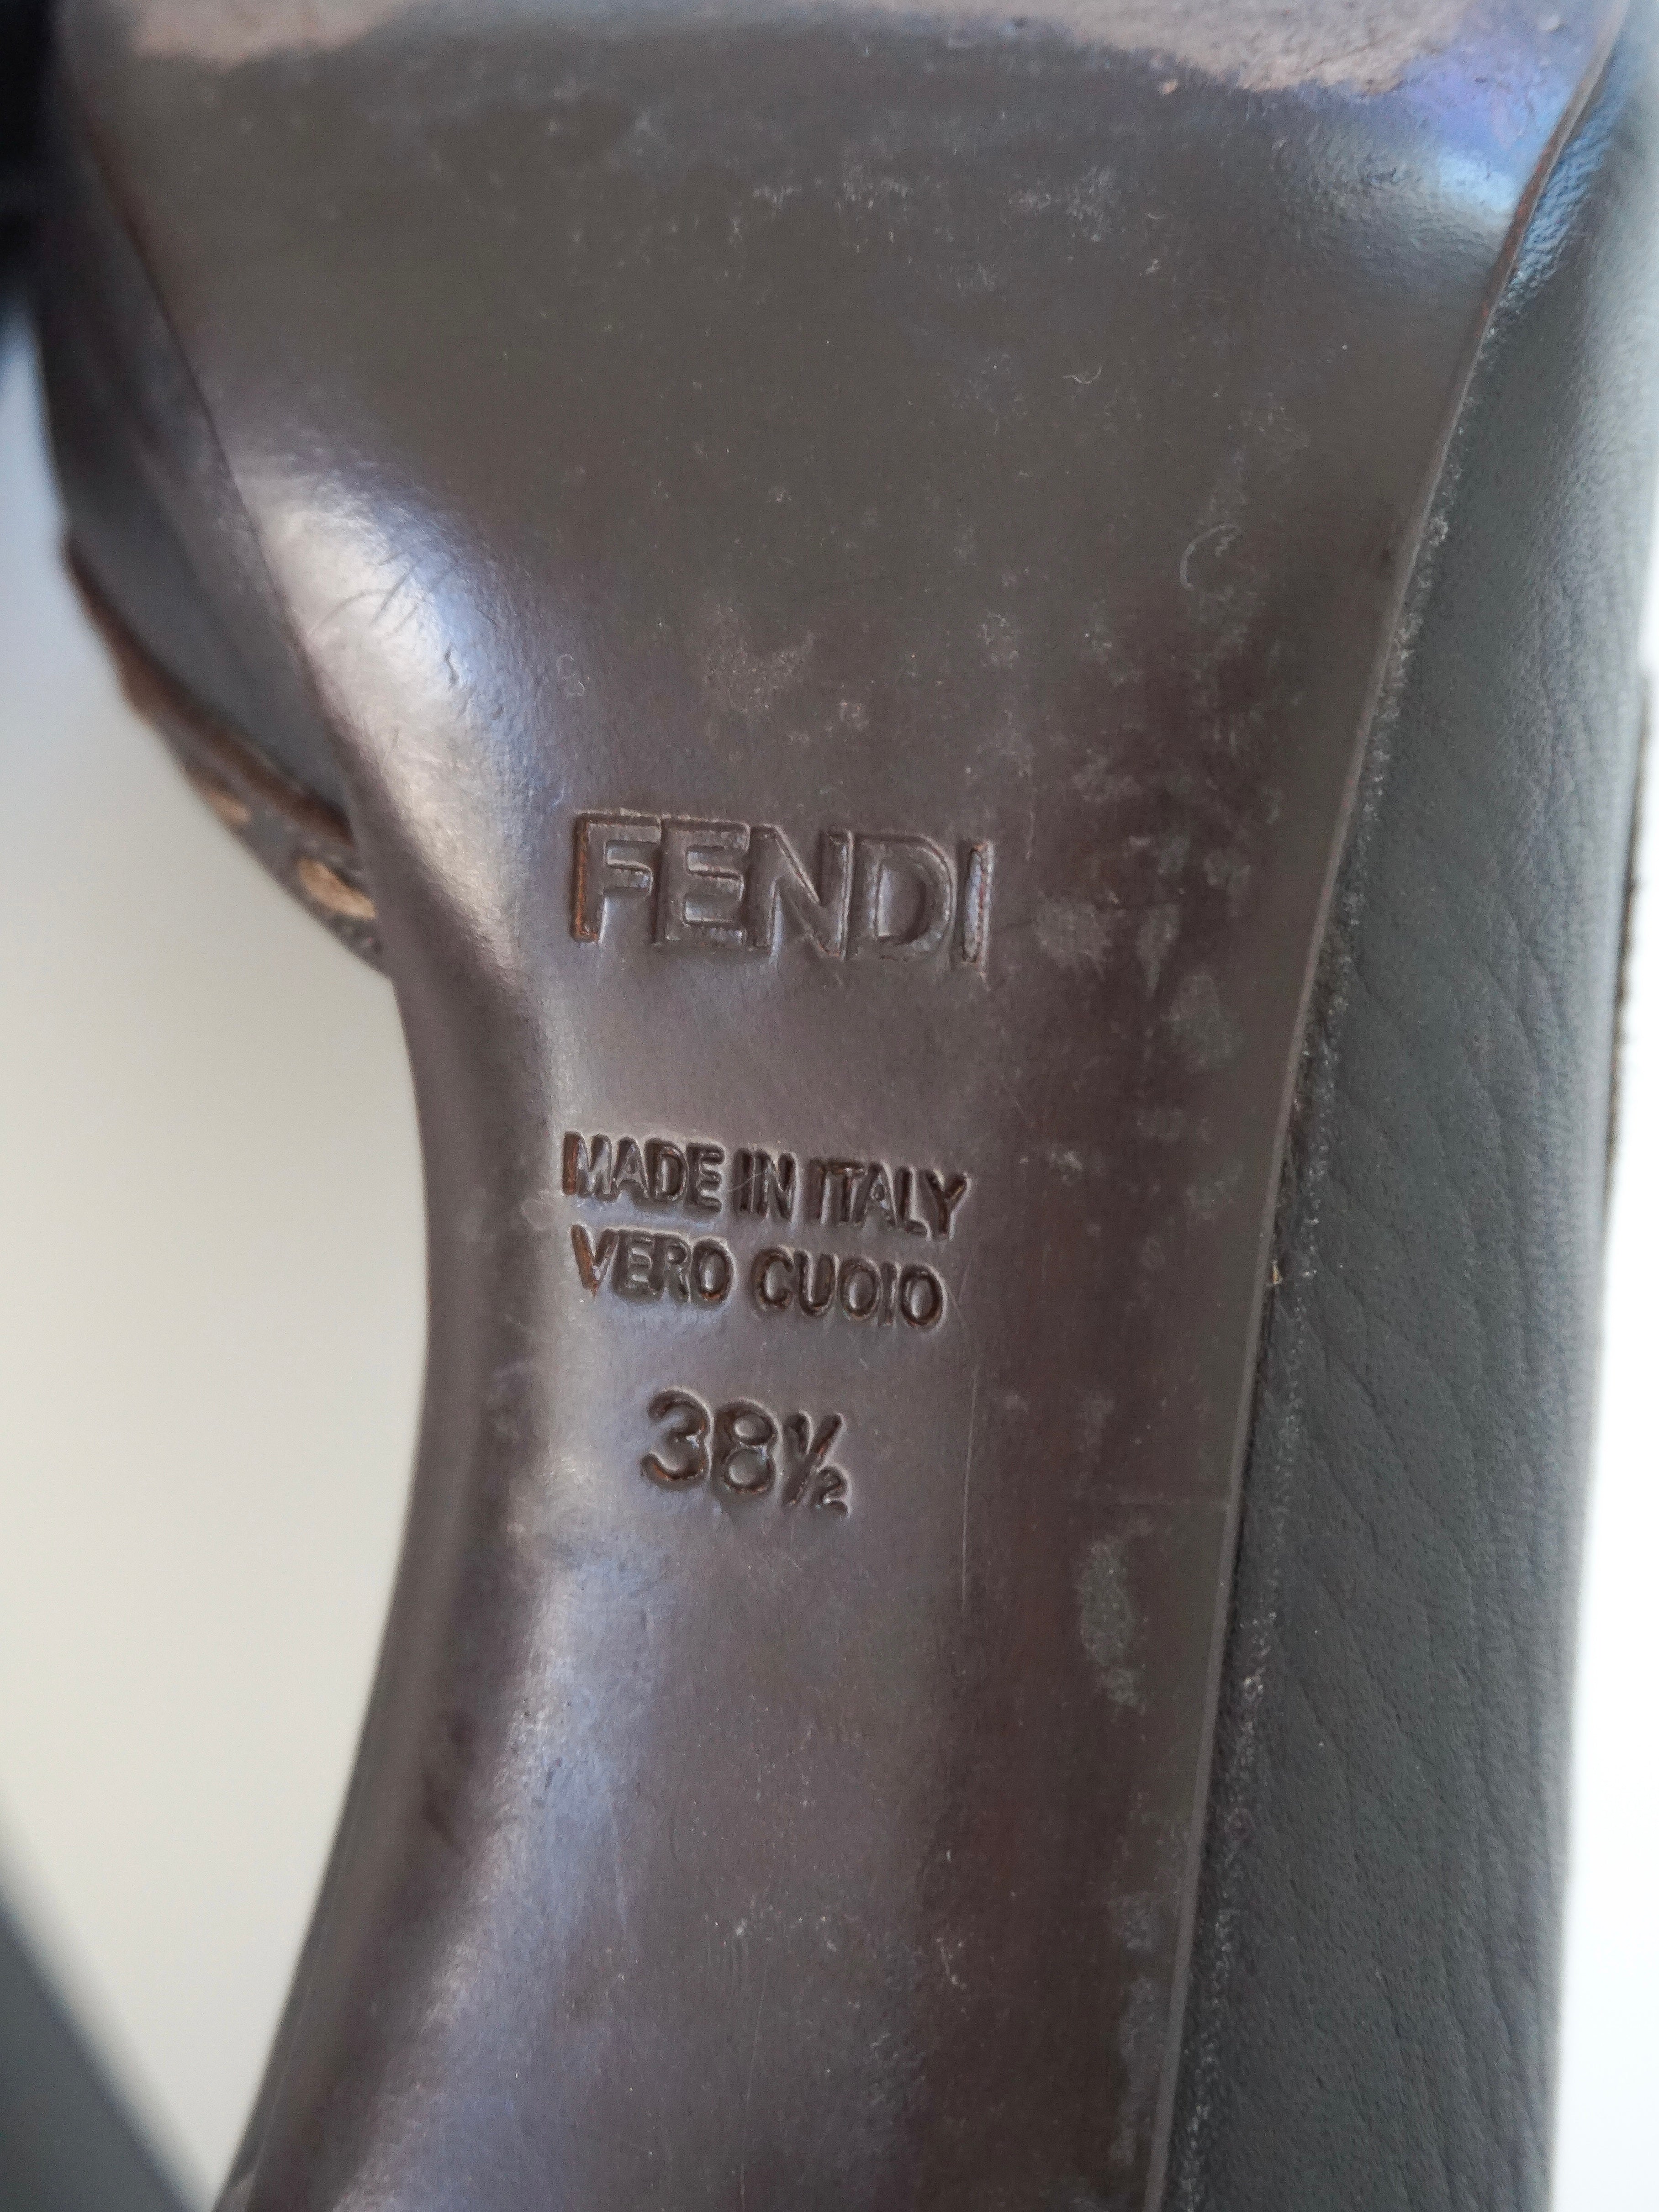 FENDI
MADE IN ITALY
VERO CUOIO
38½